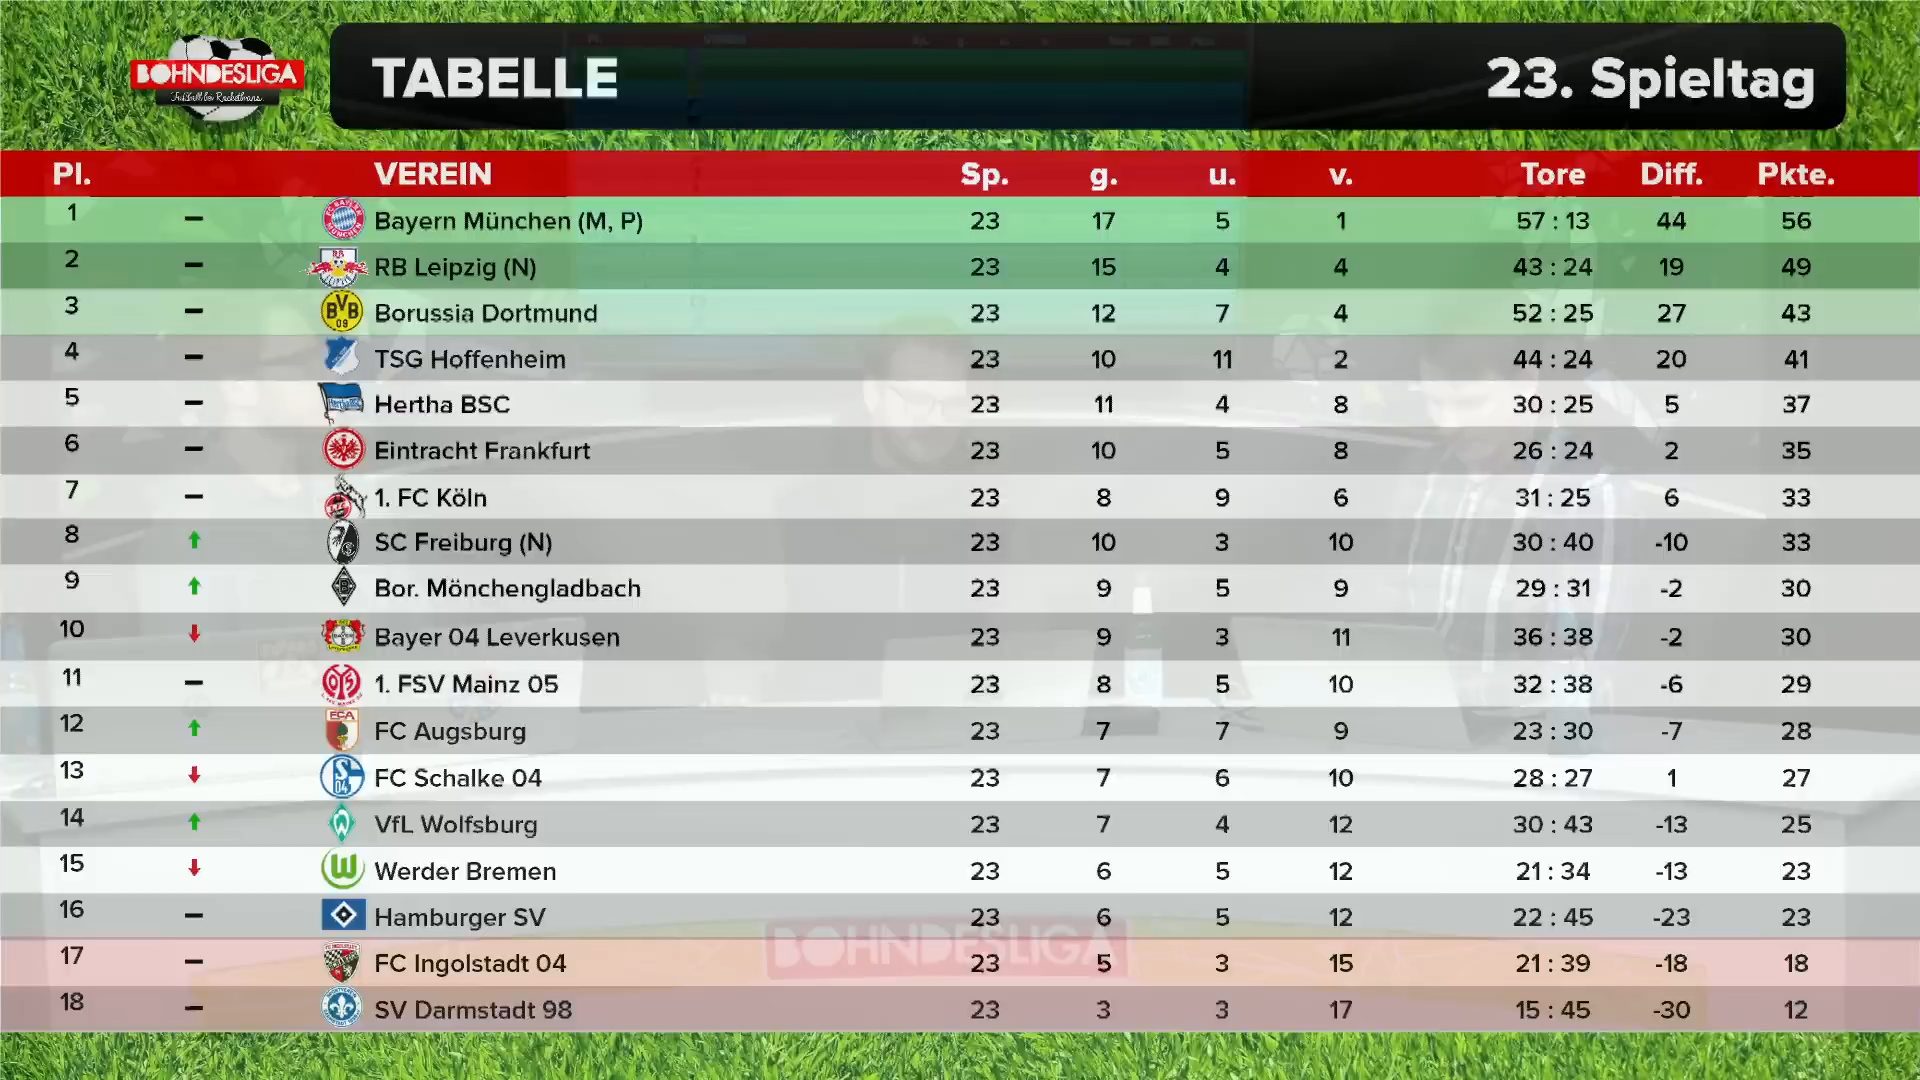 BOHNDESLIGA
Fußball bei Rocketbeans
TABELLE
23. Spieltag
Pl. VEREIN Sp. g. u. v. Tore Diff. Pkte.
1 – Bayern München (M, P) 23 17 5 1 57 : 13 44 56
2 – RB Leipzig (N) 23 15 4 4 43 : 24 19 49
3 – Borussia Dortmund 23 12 7 4 52 : 25 27 43
4 – TSG Hoffenheim 23 10 11 2 44 : 24 20 41
5 – Hertha BSC 23 11 4 8 30 : 25 5 37
6 – Eintracht Frankfurt 23 10 5 8 26 : 24 2 35
7 – 1. FC Köln 23 8 9 6 31 : 25 6 33
8 SC Freiburg (N) 23 10 3 10 30 : 40 -10 33
9 Bor. Mönchengladbach 23 9 5 9 29 : 31 -2 30
10 Bayer 04 Leverkusen 23 9 3 11 36 : 38 -2 30
11 – 1. FSV Mainz 05 23 8 5 10 32 : 38 -6 29
12 FC Augsburg 23 7 7 9 23 : 30 -7 28
13 FC Schalke 04 23 7 6 10 28 : 27 1 27
14 VfL Wolfsburg 23 7 4 12 30 : 43 -13 25
15 Werder Bremen 23 6 5 12 21 : 34 -13 23
16 – Hamburger SV 23 6 5 12 22 : 45 -23 23
17 – FC Ingolstadt 04 23 5 3 15 21 : 39 -18 18
18 – SV Darmstadt 98 23 3 3 17 15 : 45 -30 12
BOHNDESLIGA